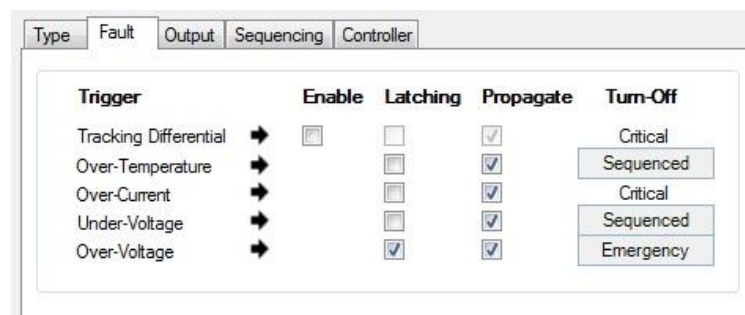 Type Fault Output Sequencing Controller
Trigger Enable Latching Propagate Turn-Off
Tracking Differential Critical
Over-Temperature Sequenced
Over-Current Critical
Under-Voltage Sequenced
Over-Voltage Emergency